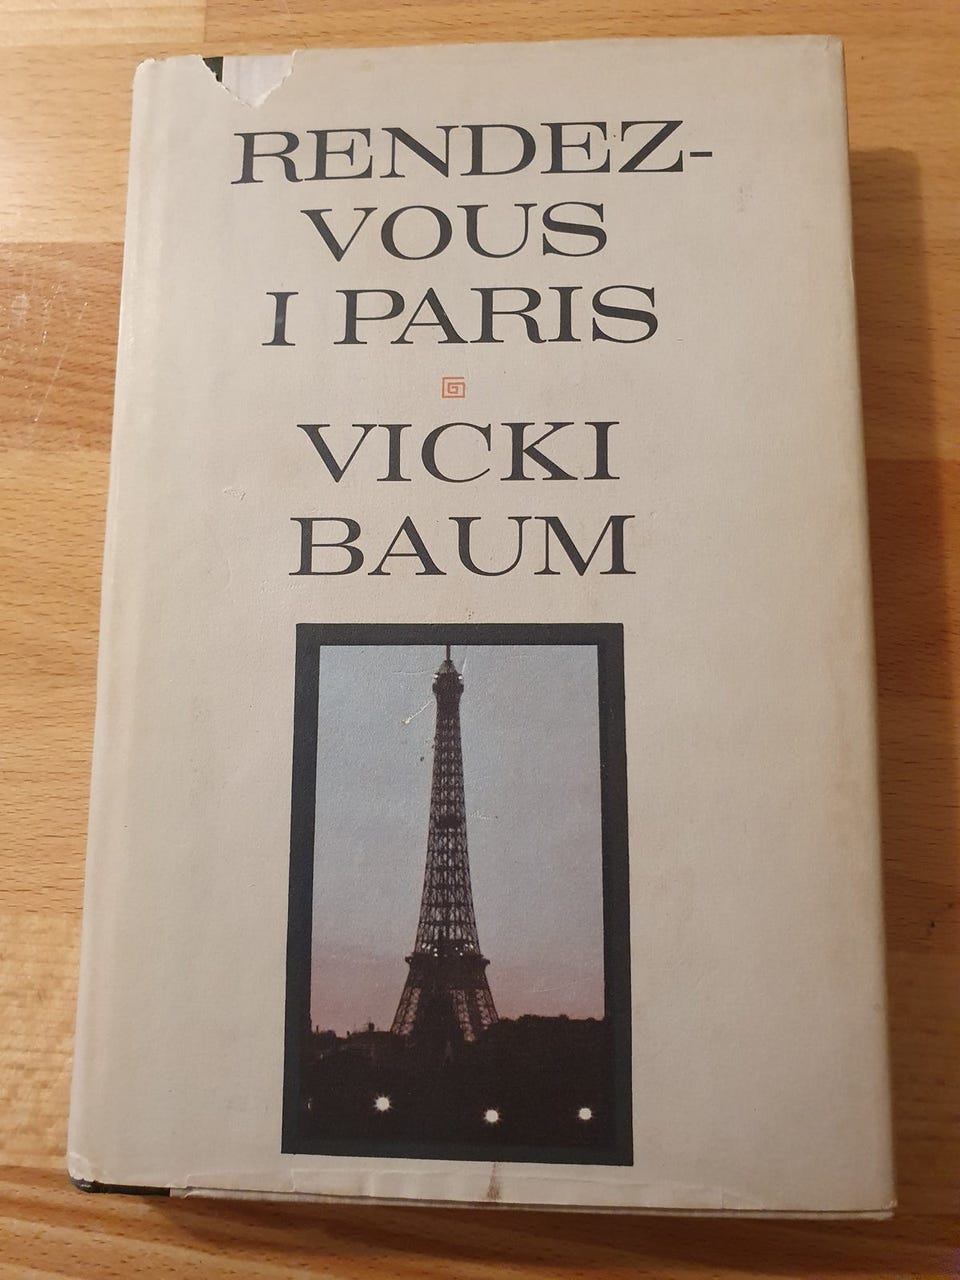 RENDEZ-
VOUS
I PARIS
VICKI
BAUM